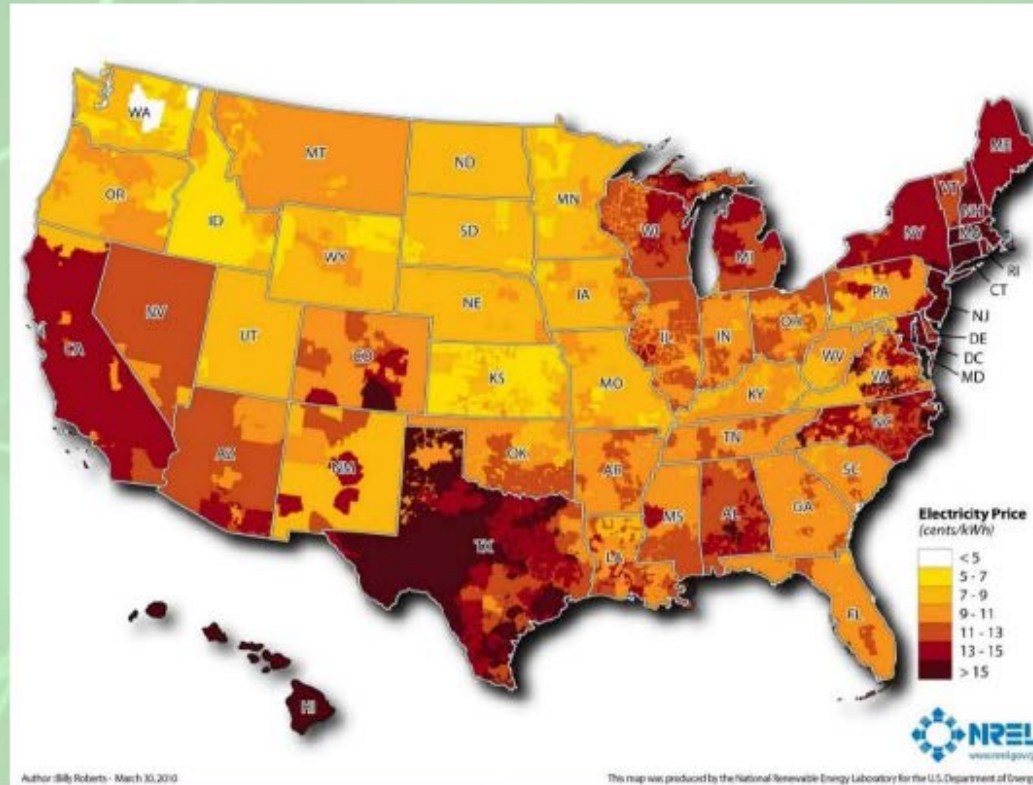 WA
MT
ND
MN
OR
ID
SD
WY
WI
MI
ME
VT
NH
NY
MA
RI
CT
NV
UT
NE
IA
PA
NJ
DE
DC
MD
CA
CO
KS
MO
IL
IN
OH
WV
VA
KY
AZ
NM
OK
AR
TN
NC
SC
MS
AL
GA
TX
LA
FL
HI
Electricity Price
(cents/kWh)
< 5
5 - 7
7 - 9
9 - 11
11 - 13
13 - 15
> 15
NREL
Author: Billy Roberts - March 30, 2010
This map was produced by the National Renewable Energy Laboratory for the U.S. Department of Energ